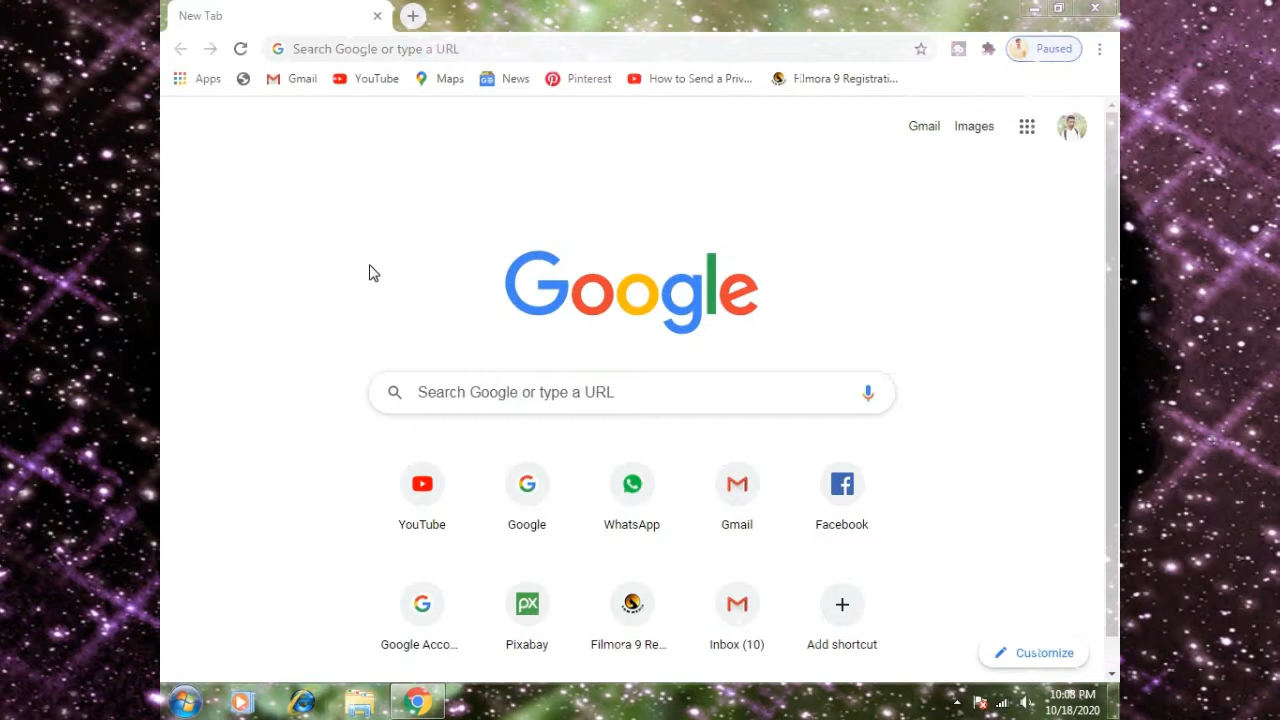 New Tab
Search Google or type a URL
Paused
Apps
Gmail
YouTube
Maps
News
Pinterest
How to Send a Priv...
Filmora 9 Registrati...
Gmail Images
Google
Search Google or type a URL
YouTube
Google
WhatsApp
Gmail
Facebook
Google Acco...
Pixabay
Filmora 9 Re...
Inbox (10)
Add shortcut
Customize
10:08 PM
10/18/2020